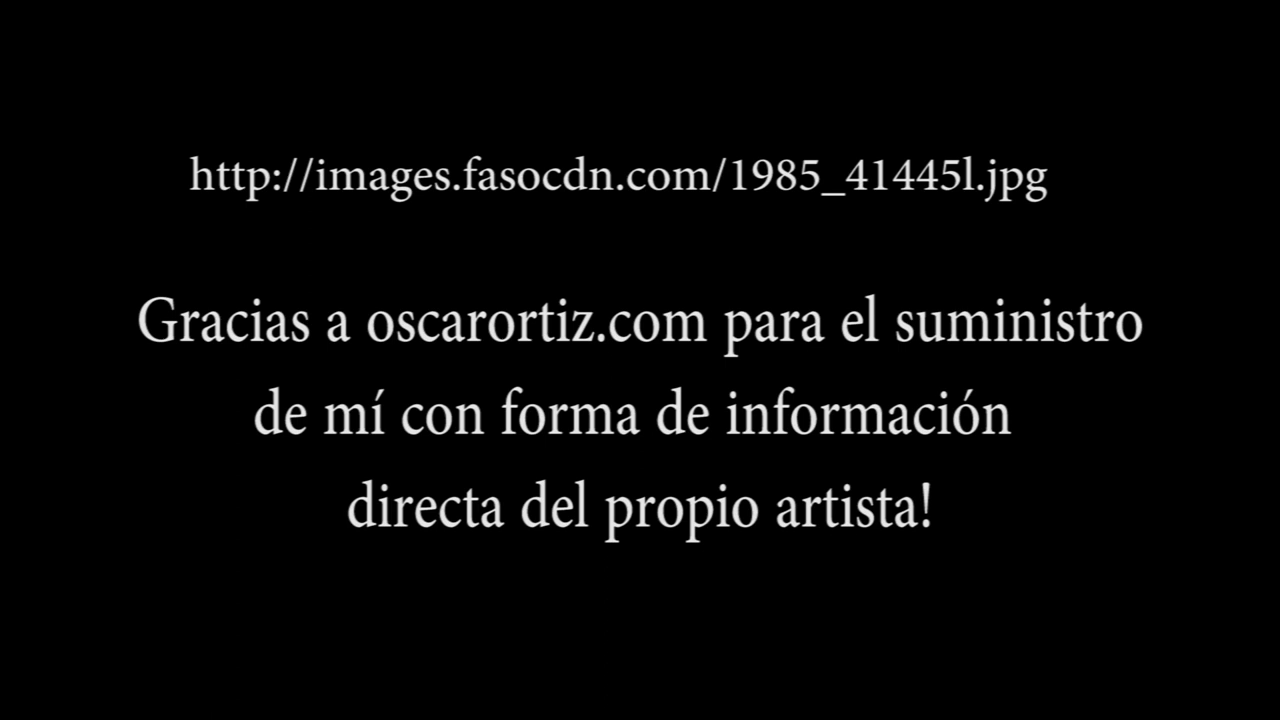 http://images.fasocdn.com/1985_41445l.jpg
Gracias a oscarortiz.com para el suministro
de mí con forma de información
directa del propio artista!